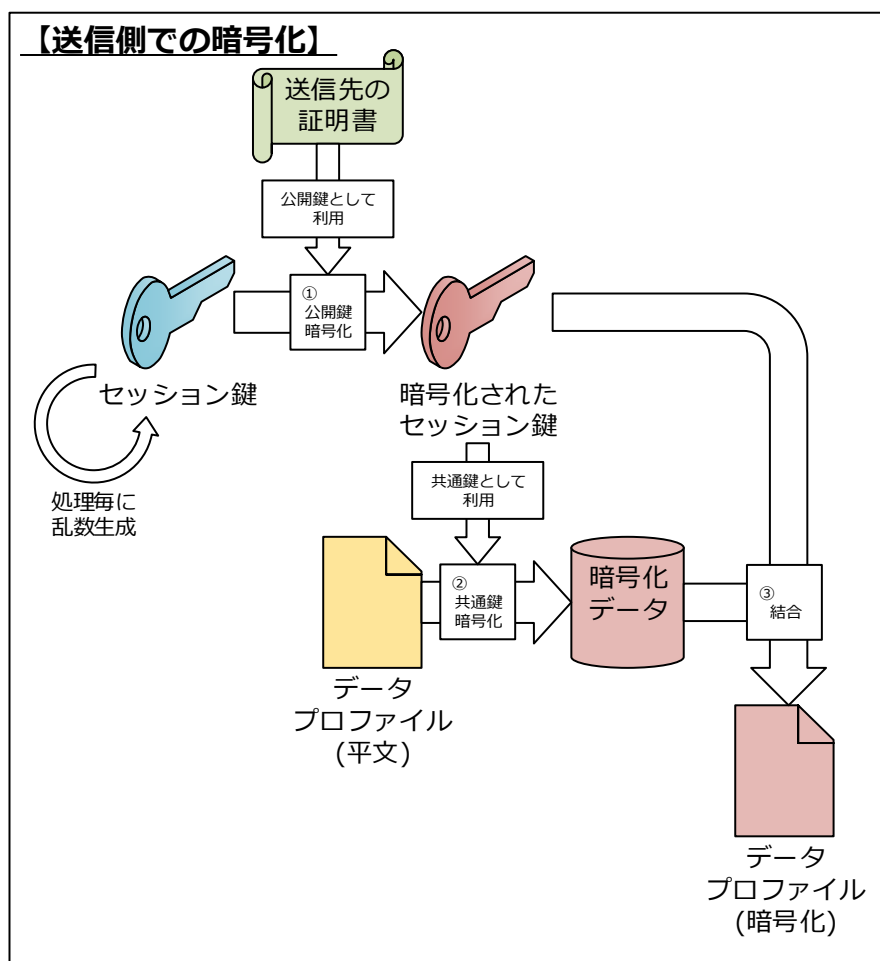 【送信側での暗号化】
送信先の
証明書
公開鍵として
利用
①
公開鍵
暗号化
セッション鍵
暗号化された
セッション鍵
処理毎に
乱数生成
共通鍵として
利用
②
共通鍵
暗号化
暗号化
データ
③
結合
データ
プロファイル
(平文)
データ
プロファイル
(暗号化)